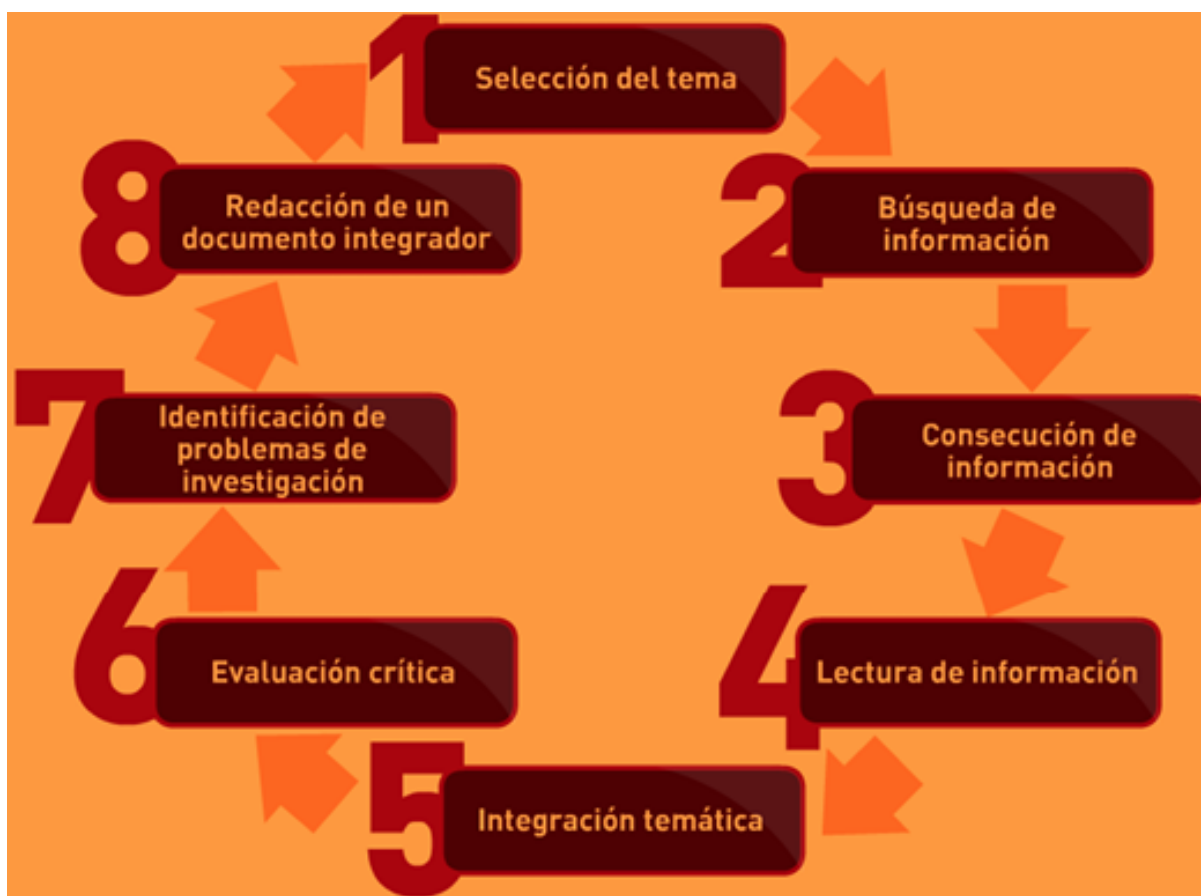 1
Selección del tema
2
Búsqueda de
información
3
Consecución de
información
4
Lectura de información
5
Integración temática
6
Evaluación crítica
7
Identificación de
problemas de
investigación
8
Redacción de un
documento integrador